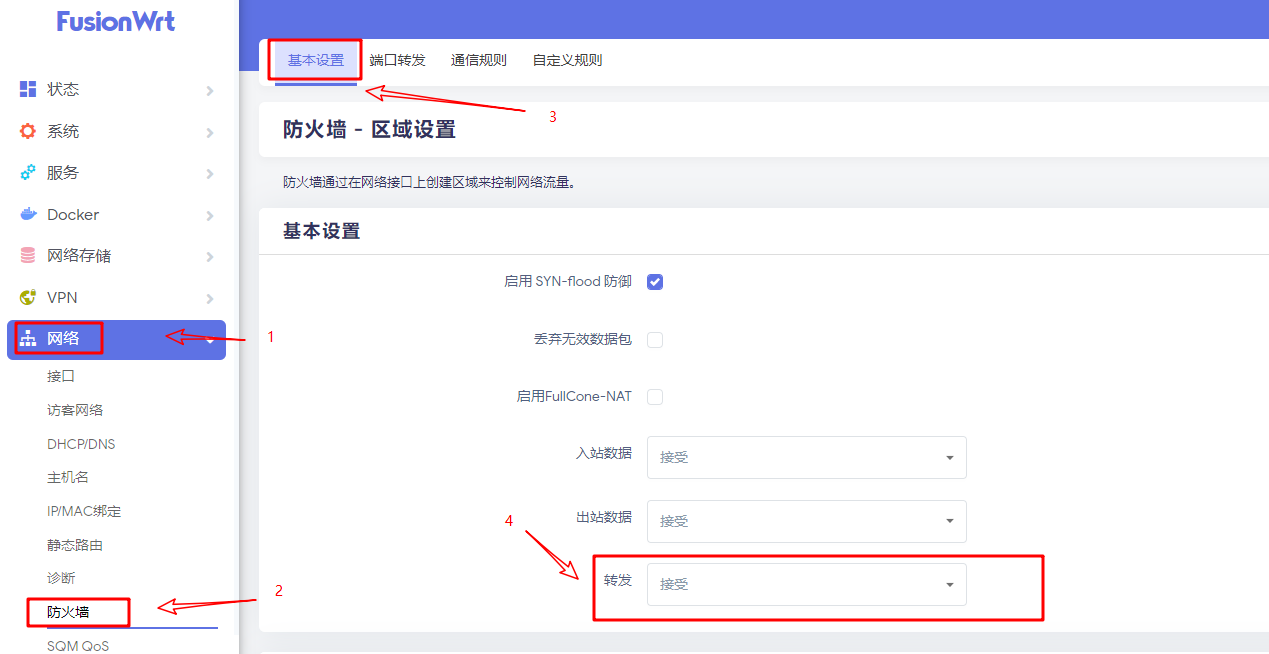 FusionWrt
状态
系统
服务
Docker
网络存储
VPN
网络
1
接口
访客网络
DHCP/DNS
主机名
IP/MAC绑定
静态路由
诊断
防火墙
2
SQM QoS
基本设置 端口转发 通信规则 自定义规则
3
防火墙 - 区域设置
防火墙通过在网络接口上创建区域来控制网络流量。
基本设置
启用 SYN-flood 防御
丢弃无效数据包
启用FullCone-NAT
入站数据 接受
出站数据 接受
4
转发 接受